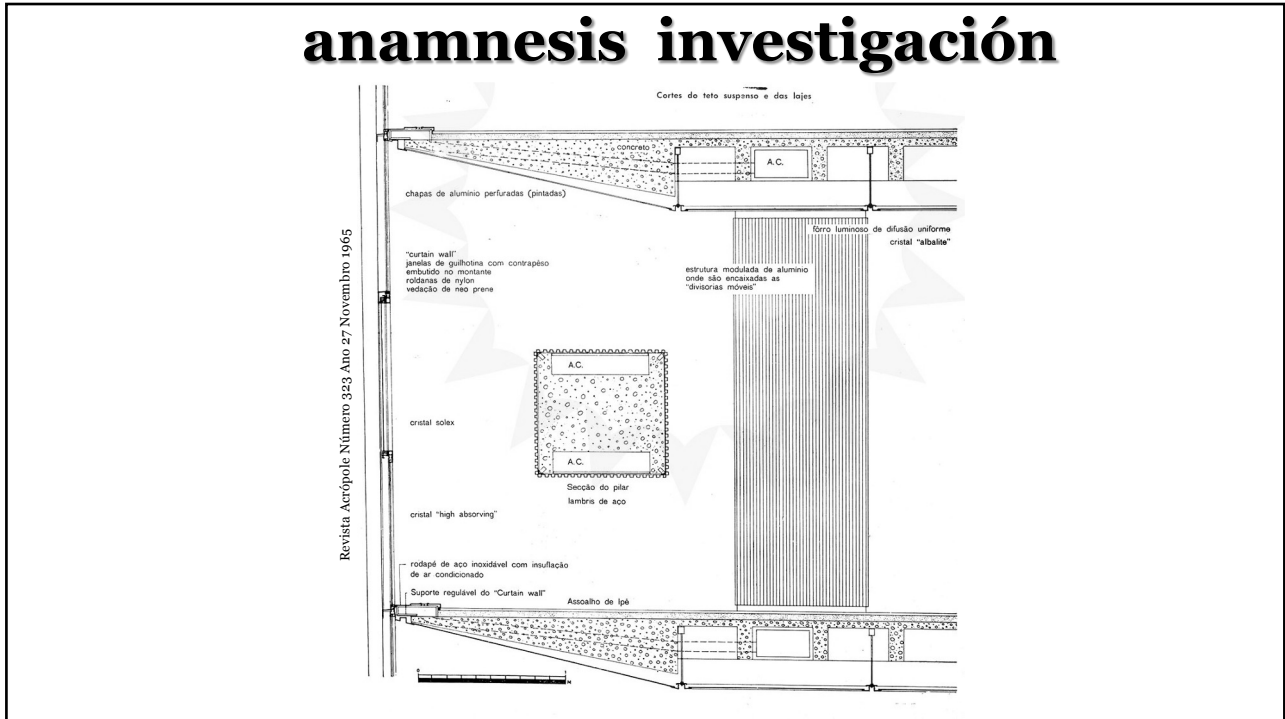 anamnesis investigación
Cortes do teto suspenso e das lajes
concreto
A.C.
chapas de aluminio perfuradas (pintadas)
fôrro luminoso de difusão uniforme
cristal "albalite"
"curtain wall"
janelas de guilhotina com contrapêso
embutido no montante
roldanas de nylon
vedação de neo prene
estrutura modulada de aluminio
onde são encaixadas as
"divisorias móveis"
Revista Acrópole Número 323 Ano 27 Novembro 1965
A.C.
cristal solex
A.C.
Secção do pilar
lambris de aço
cristal "high absorving"
rodapé de aço inoxidável com insuflação
de ar condicionado
Suporte regulável do "Curtain wall"
Assoalho de Ipê
0
1
M